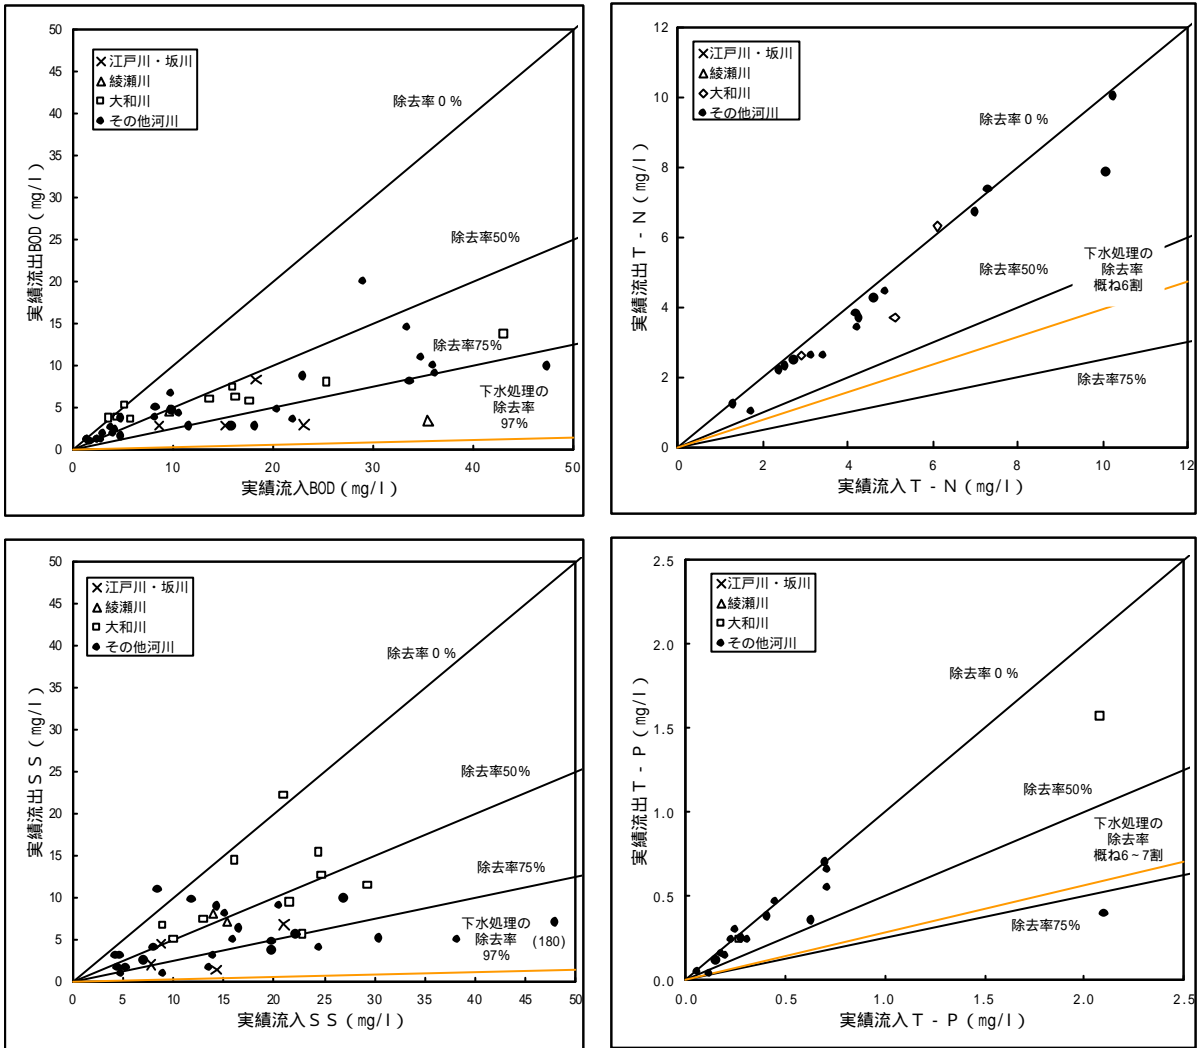 50
45
40
35
30
25
20
15
10
5
0
実績流出BOD(mg/l)
×江戸川・坂川
△綾瀬川
□大和川
●その他河川
除去率0%
除去率50%
除去率75%
下水処理の
除去率
97%
0 10 20 30 40 50
実績流入BOD(mg/l)
12
10
8
6
4
2
0
実績流出T-N(mg/l)
×江戸川・坂川
△綾瀬川
◇大和川
●その他河川
除去率0%
除去率50%
下水処理の
除去率
概ね6割
除去率75%
0 2 4 6 8 10 12
実績流入T-N(mg/l)
50
45
40
35
30
25
20
15
10
5
0
実績流出SS(mg/l)
×江戸川・坂川
△綾瀬川
□大和川
●その他河川
除去率0%
除去率50%
除去率75%
下水処理の
除去率
97%
(180)
0 5 10 15 20 25 30 35 40 45 50
実績流入SS(mg/l)
2.5
2.0
1.5
1.0
0.5
0.0
実績流出T-P(mg/l)
×江戸川・坂川
△綾瀬川
□大和川
●その他河川
除去率0%
除去率50%
下水処理の
除去率
概ね6~7割
除去率75%
0.0 0.5 1.0 1.5 2.0 2.5
実績流入T-P(mg/l)